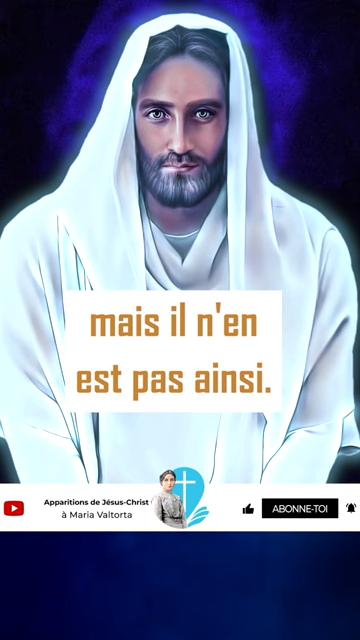 mais il n'en
est pas ainsi.
Apparitions de Jésus-Christ
à Maria Valtorta
ABONNE-TOI